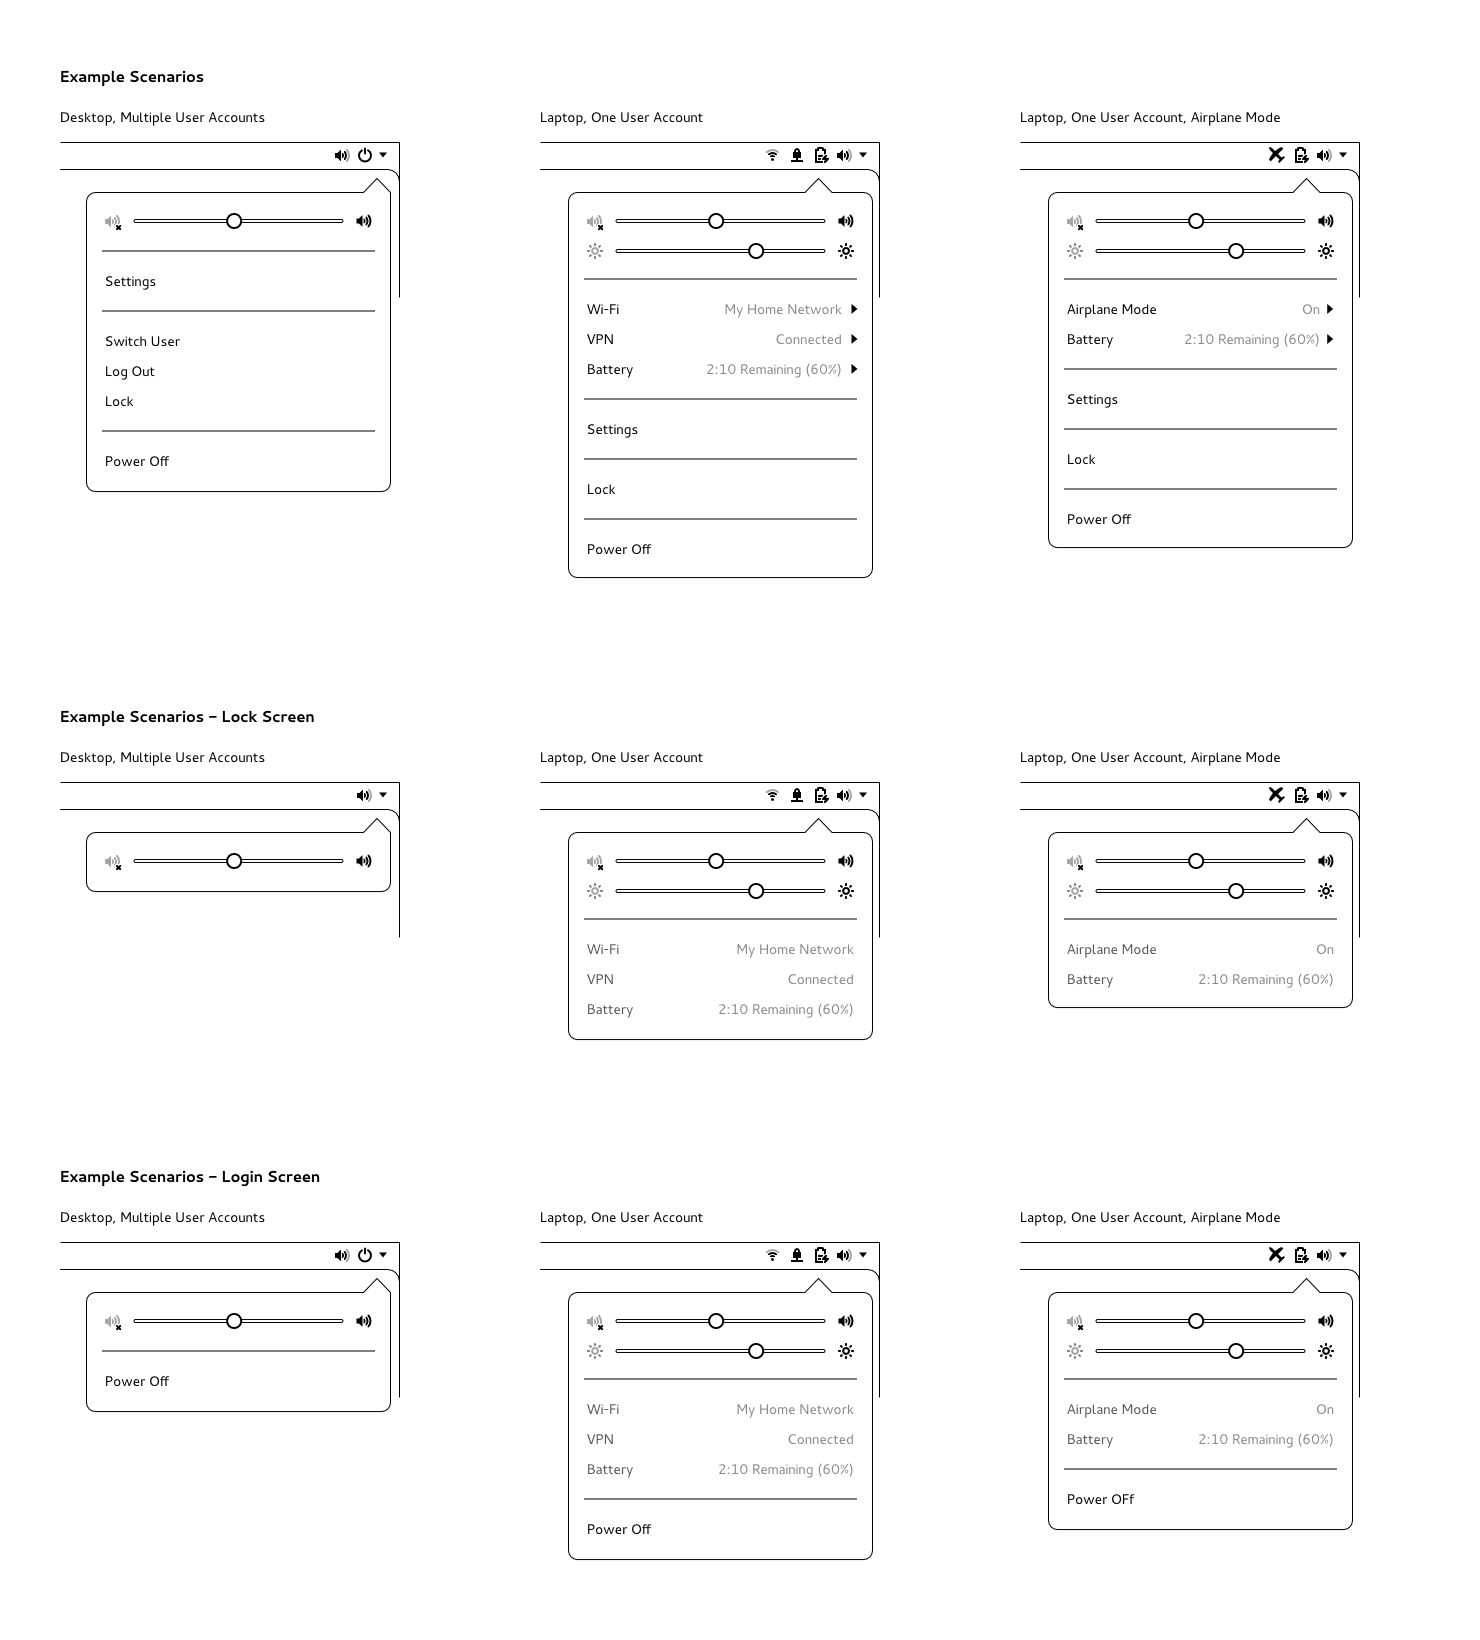 Example Scenarios
Desktop, Multiple User Accounts
Settings
Switch User
Log Out
Lock
Power Off
Laptop, One User Account
Wi-Fi My Home Network
VPN Connected
Battery 2:10 Remaining (60%)
Settings
Lock
Power Off
Laptop, One User Account, Airplane Mode
Airplane Mode On
Battery 2:10 Remaining (60%)
Settings
Lock
Power Off
Example Scenarios – Lock Screen
Desktop, Multiple User Accounts
Laptop, One User Account
Wi-Fi My Home Network
VPN Connected
Battery 2:10 Remaining (60%)
Laptop, One User Account, Airplane Mode
Airplane Mode On
Battery 2:10 Remaining (60%)
Example Scenarios – Login Screen
Desktop, Multiple User Accounts
Power Off
Laptop, One User Account
Wi-Fi My Home Network
VPN Connected
Battery 2:10 Remaining (60%)
Power Off
Laptop, One User Account, Airplane Mode
Airplane Mode On
Battery 2:10 Remaining (60%)
Power OFf